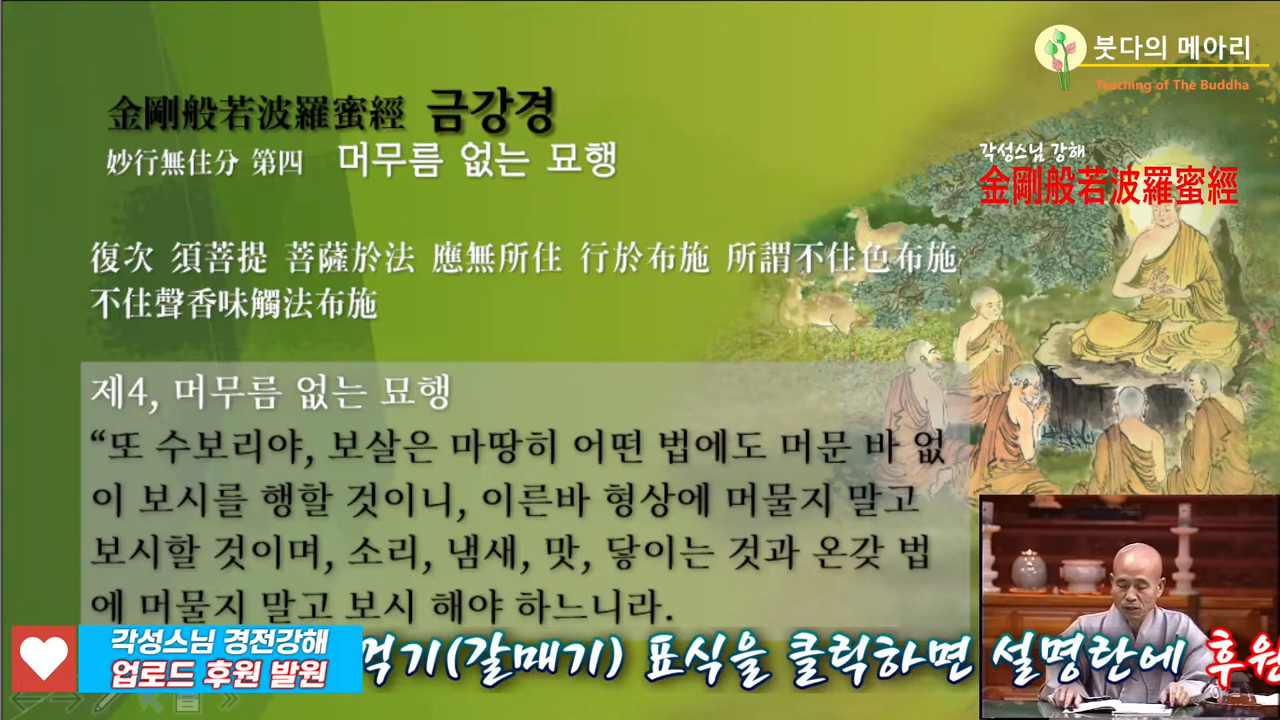 붓다의 메아리
Teaching of The Buddha
金剛般若波羅蜜經 금강경
妙行無住分 第四 머무름 없는 묘행
각성스님 강해
金剛般若波羅蜜經
復次 須菩提 菩薩於法 應無所住 行於布施 所謂不住色布施
不住聲香味觸法布施
제4, 머무름 없는 묘행
“또 수보리야, 보살은 마땅히 어떤 법에도 머문 바 없
이 보시를 행할 것이니, 이른바 형상에 머물지 말고
보시할 것이며, 소리, 냄새, 맛, 닿이는 것과 온갖 법
에 머물지 말고 보시 해야 하느니라.
각성스님 경전강해
업로드 후원 발원
꺽기(갈매기) 표식을 클릭하면 설명란에 후원